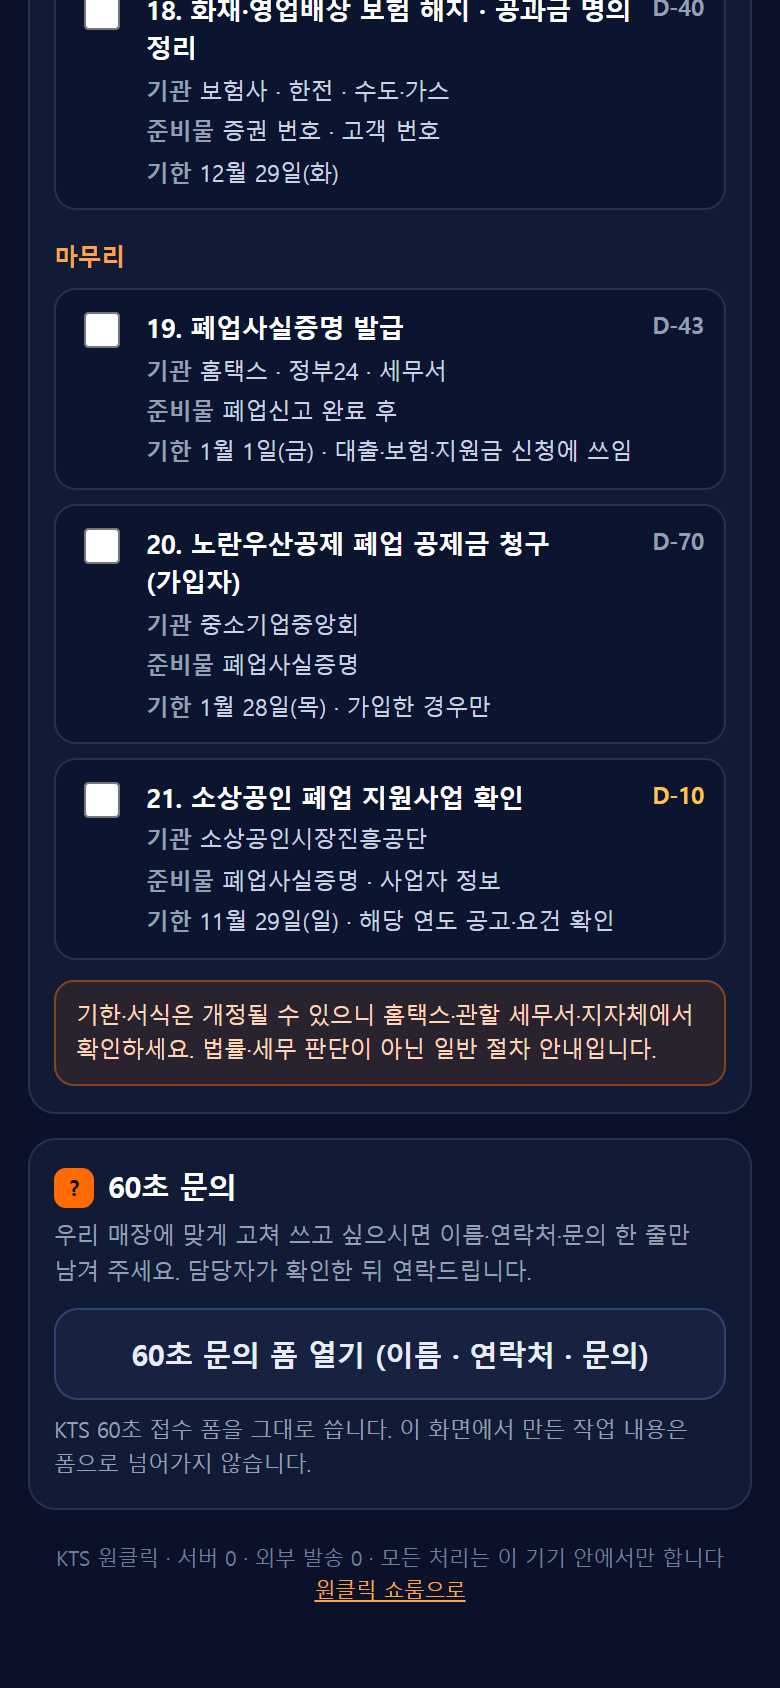 18. 화재·영업배상 보험 해지 · 공과금 명의 D-40
정리
기관 보험사 · 한전 · 수도·가스
준비물 증권 번호 · 고객 번호
기한 12월 29일(화)
마무리
19. 폐업사실증명 발급 D-43
기관 홈택스 · 정부24 · 세무서
준비물 폐업신고 완료 후
기한 1월 1일(금) · 대출·보험·지원금 신청에 쓰임
20. 노란우산공제 폐업 공제금 청구 D-70
(가입자)
기관 중소기업중앙회
준비물 폐업사실증명
기한 1월 28일(목) · 가입한 경우만
21. 소상공인 폐업 지원사업 확인 D-10
기관 소상공인시장진흥공단
준비물 폐업사실증명 · 사업자 정보
기한 11월 29일(일) · 해당 연도 공고·요건 확인
기한·서식은 개정될 수 있으니 홈택스·관할 세무서·지자체에서
확인하세요. 법률·세무 판단이 아닌 일반 절차 안내입니다.
? 60초 문의
우리 매장에 맞게 고쳐 쓰고 싶으시면 이름·연락처·문의 한 줄만
남겨 주세요. 담당자가 확인한 뒤 연락드립니다.
60초 문의 폼 열기 (이름 · 연락처 · 문의)
KTS 60초 접수 폼을 그대로 씁니다. 이 화면에서 만든 작업 내용은
폼으로 넘어가지 않습니다.
KTS 원클릭 · 서버 0 · 외부 발송 0 · 모든 처리는 이 기기 안에서만 합니다
원클릭 쇼룸으로